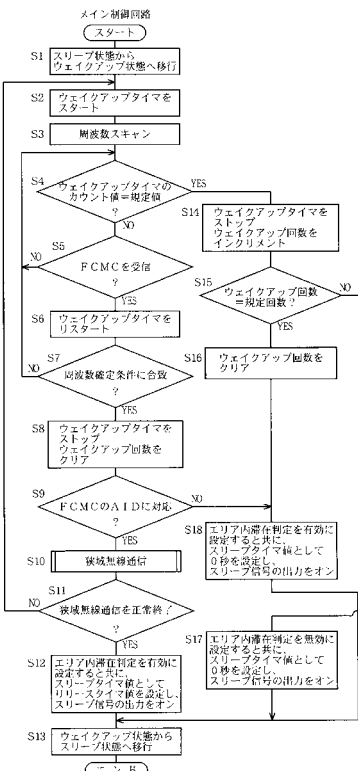 メイン制御回路
スタート
S1
スリープ状態から
ウェイクアップ状態へ移行
S2
ウェイクアップタイマを
スタート
S3
周波数スキャン
S4
ウェイクアップタイマの
カウント値＝規定値
?
YES
NO
S14
ウェイクアップタイマを
ストップ
ウェイクアップ回数を
インクリメント
S5
FCMCを受信
?
NO
YES
S15
ウェイクアップ回数
＝規定回数?
NO
YES
S6
ウェイクアップタイマを
リスタート
S16
ウェイクアップ回数を
クリア
S7
周波数確定条件に合致
?
NO
YES
S8
ウェイクアップタイマを
ストップ
ウェイクアップ回数を
クリア
S9
FCMCのAIDに対応
?
NO
YES
S18
エリア内滞在判定を有効に
設定すると共に、
スリープタイマ値として
0秒を設定し、
スリープ信号の出力をオン
S10
狭域無線通信
S11
狭域無線通信を正常終了
?
NO
YES
S17
エリア内滞在判定を無効に
設定すると共に、
スリープタイマ値として
0秒を設定し、
スリープ信号の出力をオン
S12
エリア内滞在判定を有効に
設定すると共に、
スリープタイマ値として
リリースタイマ値を設定し、
スリープ信号の出力をオン
S13
ウェイクアップ状態から
スリープ状態へ移行
エンド